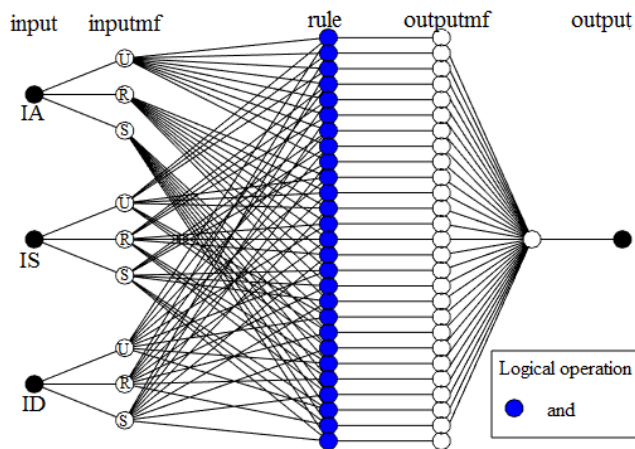 input inputmf rule outputmf output
U
R
IA
S
U
R
IS
S
U
R
ID
S
Logical operation
and